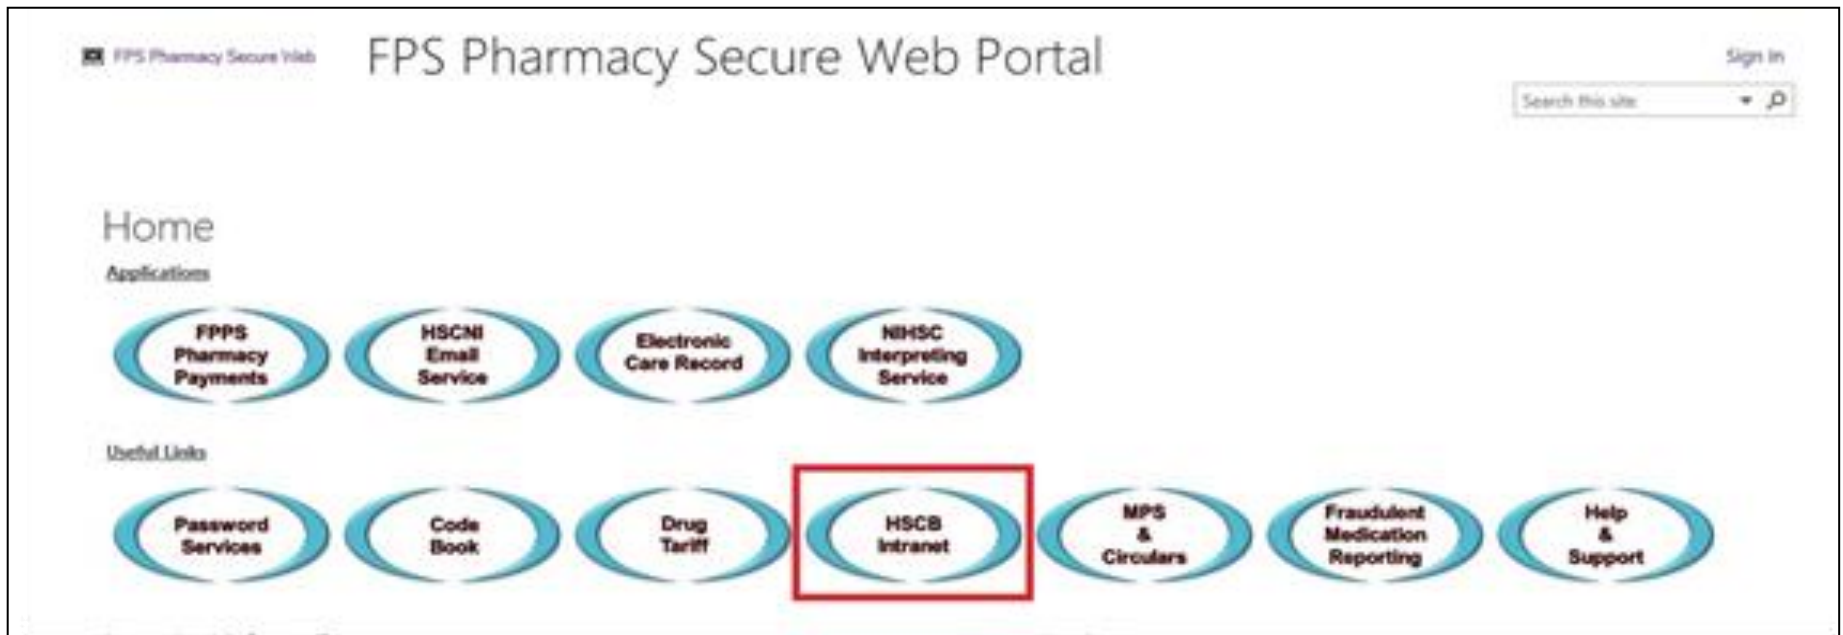 FPS Pharmacy Secure Web
FPS Pharmacy Secure Web Portal
Sign In
Search this site
Home
Applications
FPPS
Pharmacy
Payments
HSCNI
Email
Service
Electronic
Care Record
NIHSC
Interpreting
Service
Useful Links
Password
Services
Code
Book
Drug
Tariff
HSCB
Intranet
MPS
&
Circulars
Fraudulent
Medication
Reporting
Help
&
Support